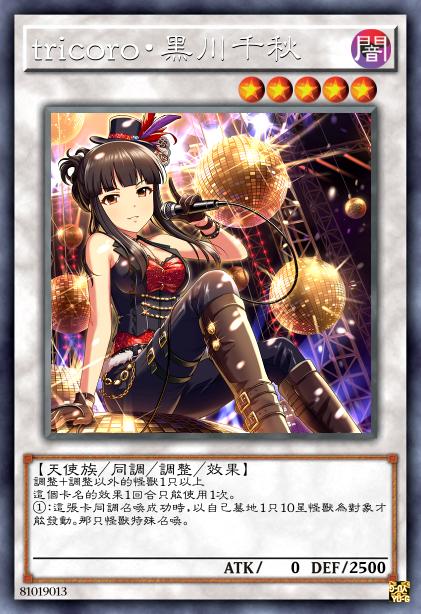 tricoro·黒川千秋
闇
【天使族/同調/調整/效果】
調整+調整以外的怪獸1只以上
這個卡名的效果1回合只能使用1次。
①:這張卡同調召喚成功時,以自已墓地1只10星怪獸為對象才
能發動。那只怪獸特殊召喚。
ATK/ 0 DEF/2500
81019013